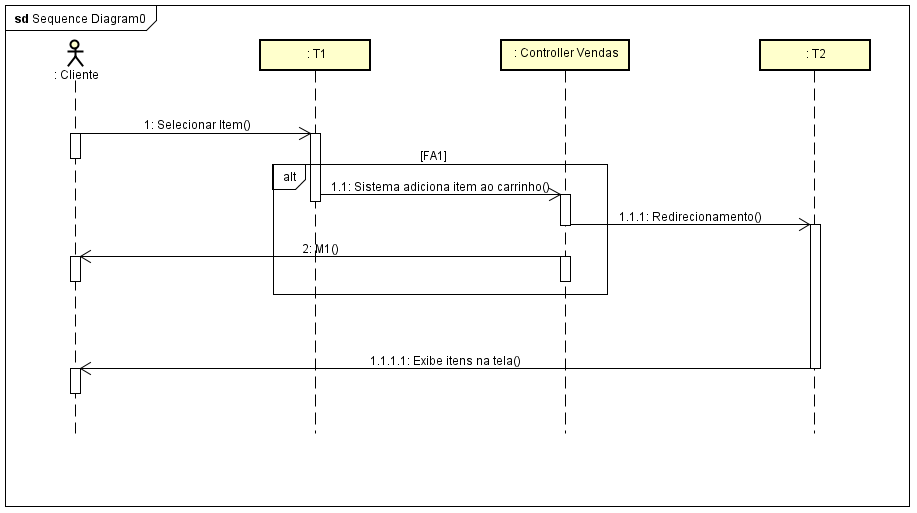 sd Sequence Diagram0
: Cliente
: T1
: Controller Vendas
: T2
1: Selecionar Item()
[FA1]
alt
1.1: Sistema adiciona item ao carrinho()
1.1.1: Redirecionamento()
2: M1()
1.1.1.1: Exibe itens na tela()